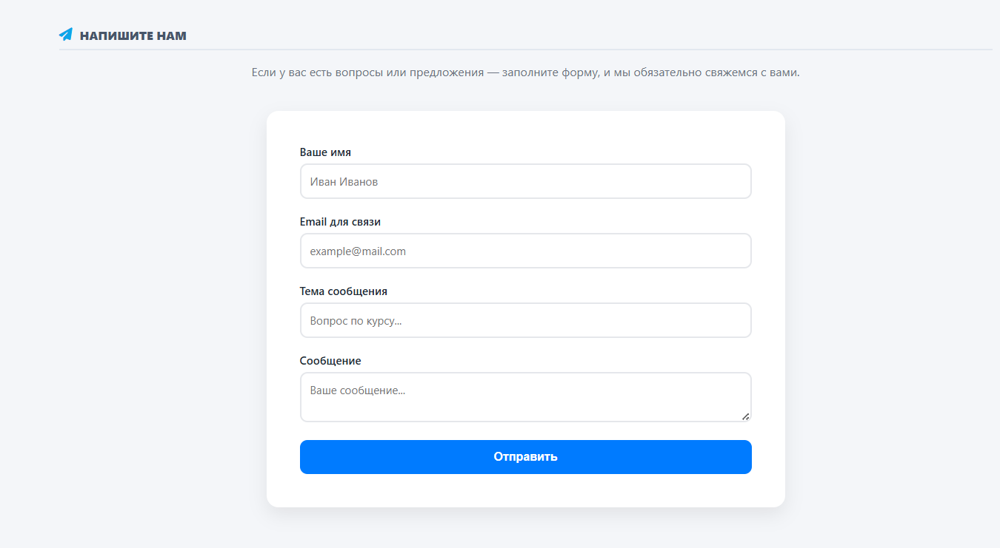 НАПИШИТЕ НАМ
Если у вас есть вопросы или предложения — заполните форму, и мы обязательно свяжемся с вами.
Ваше имя
Иван Иванов
Email для связи
example@mail.com
Тема сообщения
Вопрос по курсу...
Сообщение
Ваше сообщение...
Отправить